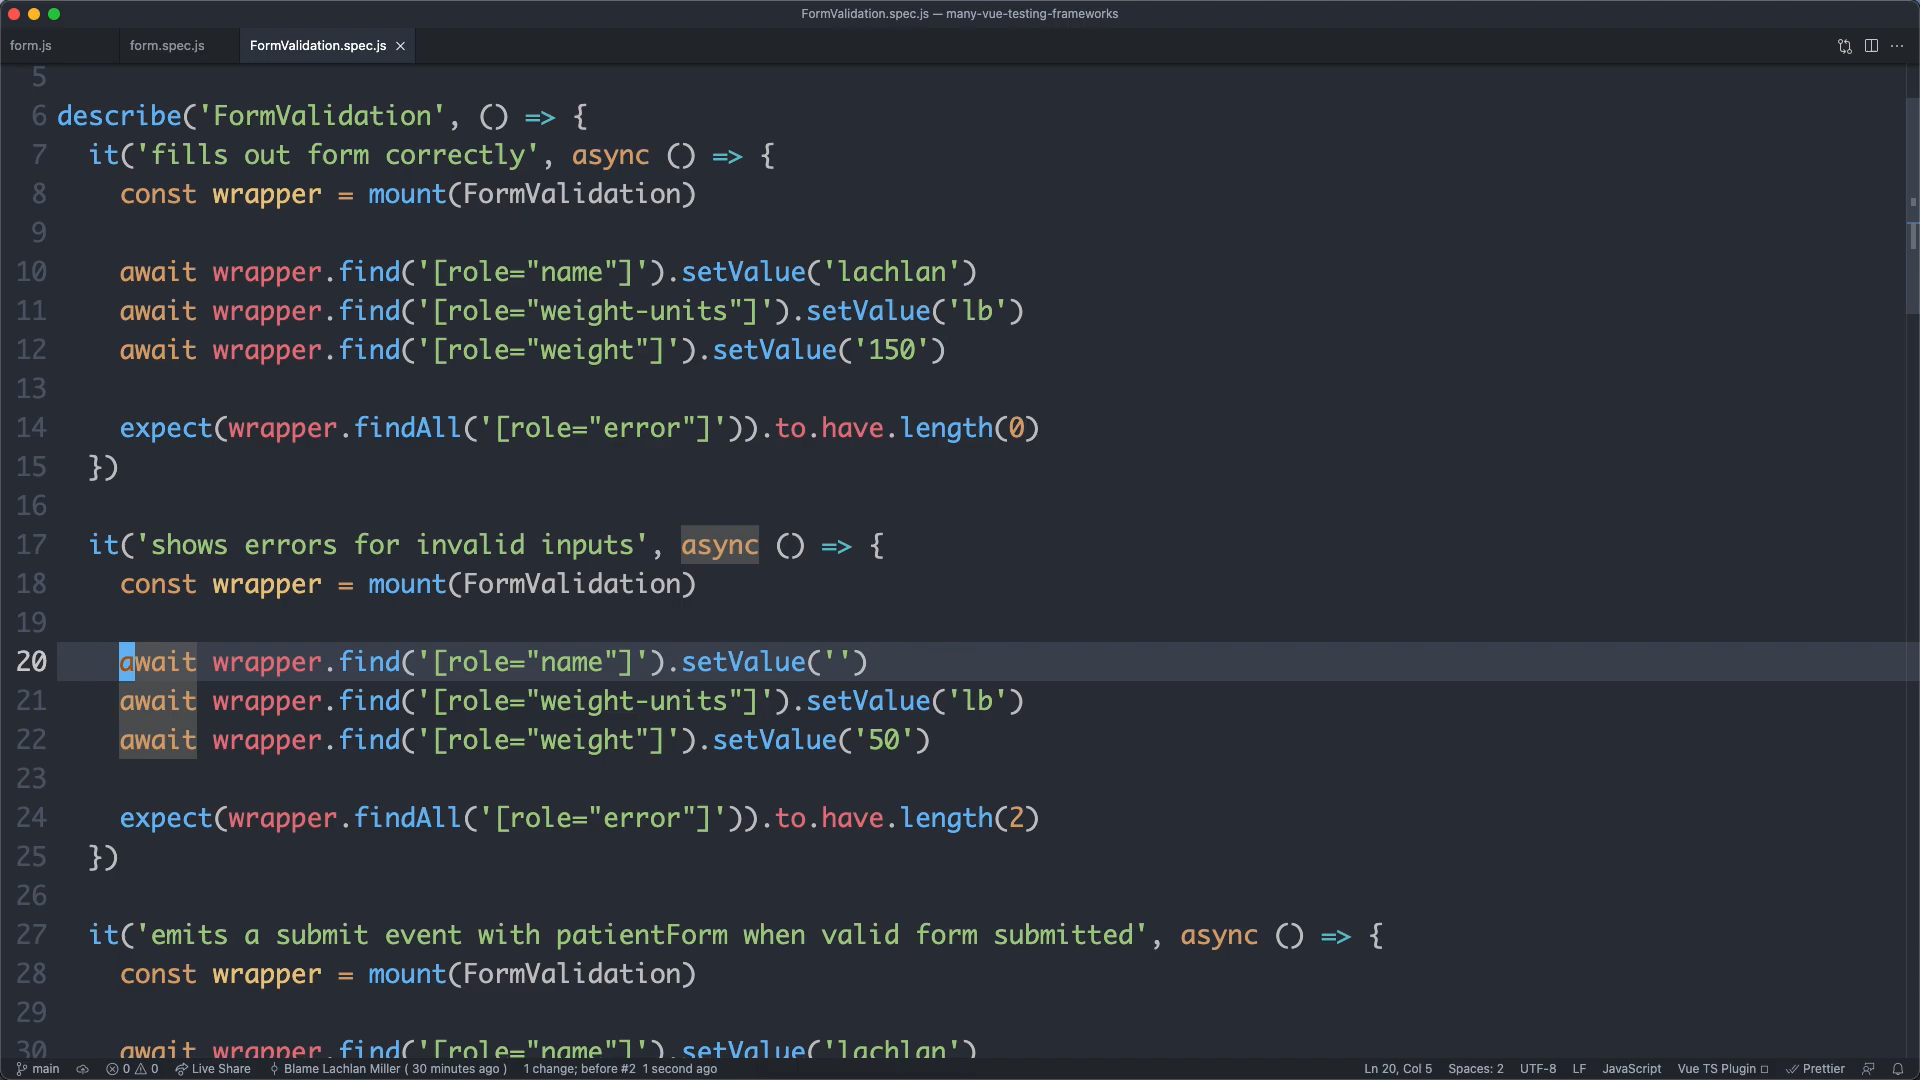 FormValidation.spec.js — many-vue-testing-frameworks
form.js
form.spec.js
FormValidation.spec.js
5
6 describe('FormValidation', () => {
7 it('fills out form correctly', async () => {
8 const wrapper = mount(FormValidation)
9
10 await wrapper.find('[role="name"]').setValue('lachlan')
11 await wrapper.find('[role="weight-units"]').setValue('lb')
12 await wrapper.find('[role="weight"]').setValue('150')
13
14 expect(wrapper.findAll('[role="error"]')).to.have.length(0)
15 })
16
17 it('shows errors for invalid inputs', async () => {
18 const wrapper = mount(FormValidation)
19
20 await wrapper.find('[role="name"]').setValue('')
21 await wrapper.find('[role="weight-units"]').setValue('lb')
22 await wrapper.find('[role="weight"]').setValue('50')
23
24 expect(wrapper.findAll('[role="error"]')).to.have.length(2)
25 })
26
27 it('emits a submit event with patientForm when valid form submitted', async () => {
28 const wrapper = mount(FormValidation)
29
30 await wrapper.find('[role="name"]').setValue('lachlan')
main 0 0 Live Share Blame Lachlan Miller ( 30 minutes ago ) 1 change; before #2 1 second ago Ln 20, Col 5 Spaces: 2 UTF-8 LF JavaScript Vue TS Plugin Prettier